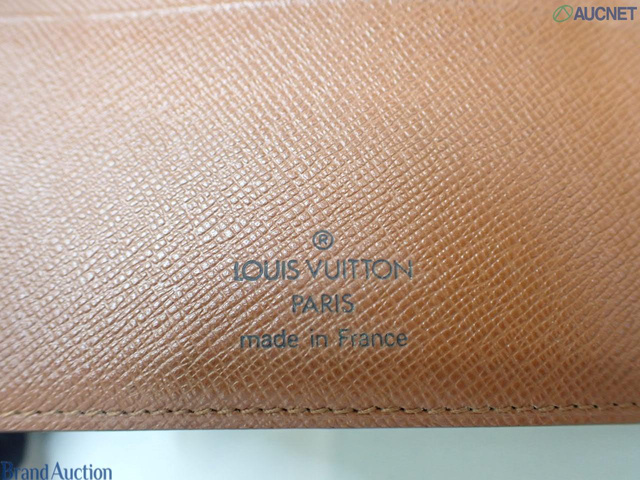 AUCNET
®
LOUIS VUITTON
PARIS
made in France
Brand Auction